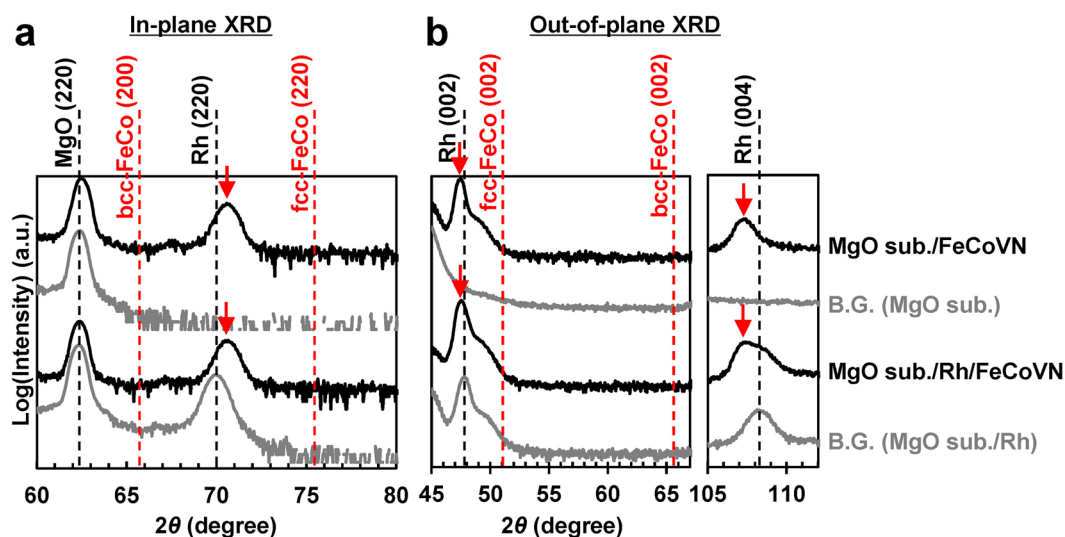 a
In-plane XRD
MgO (220)
bcc-FeCo (200)
Rh (220)
fcc-FeCo (220)
Log(Intensity) (a.u.)
60 65 70 75 80
2θ (degree)
b
Out-of-plane XRD
Rh (002)
fcc-FeCo (002)
bcc-FeCo (002)
Rh (004)
45 50 55 60 65
105 110
2θ (degree)
MgO sub./FeCoVN
B.G. (MgO sub.)
MgO sub./Rh/FeCoVN
B.G. (MgO sub./Rh)